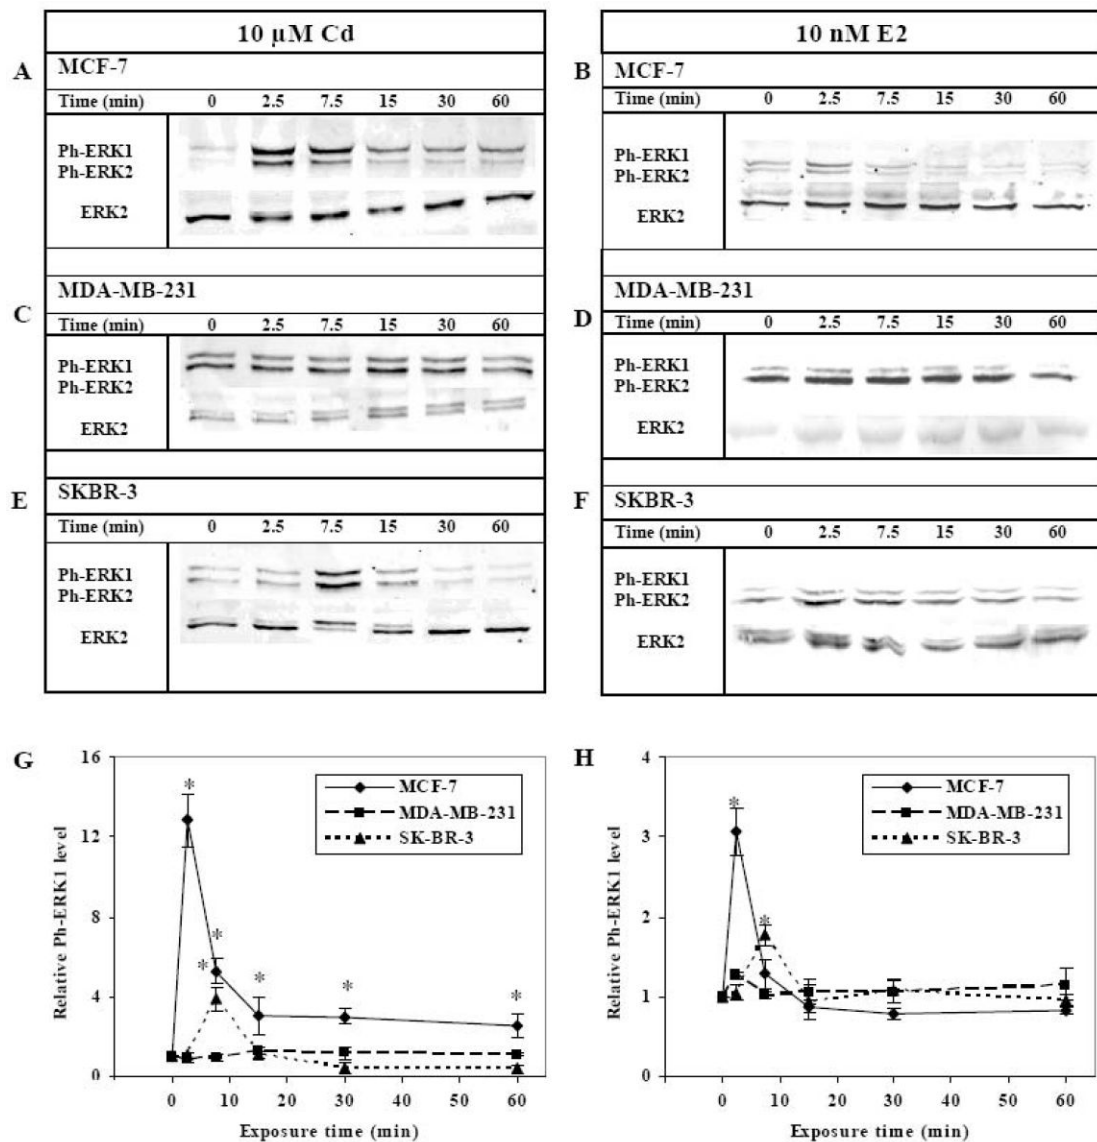 10 µM Cd
A
MCF-7
Time (min) 0 2.5 7.5 15 30 60
Ph-ERK1
Ph-ERK2
ERK2
C
MDA-MB-231
Time (min) 0 2.5 7.5 15 30 60
Ph-ERK1
Ph-ERK2
ERK2
E
SKBR-3
Time (min) 0 2.5 7.5 15 30 60
Ph-ERK1
Ph-ERK2
ERK2
10 nM E2
B
MCF-7
Time (min) 0 2.5 7.5 15 30 60
Ph-ERK1
Ph-ERK2
ERK2
D
MDA-MB-231
Time (min) 0 2.5 7.5 15 30 60
Ph-ERK1
Ph-ERK2
ERK2
F
SKBR-3
Time (min) 0 2.5 7.5 15 30 60
Ph-ERK1
Ph-ERK2
ERK2
G
Relative Ph-ERK1 level
16
12
8
4
0
MCF-7
MDA-MB-231
SK-BR-3
* * * * * *
0 10 20 30 40 50 60
Exposure time (min)
H
Relative Ph-ERK1 level
4
3
2
1
0
MCF-7
MDA-MB-231
SK-BR-3
* *
0 10 20 30 40 50 60
Exposure time (min)